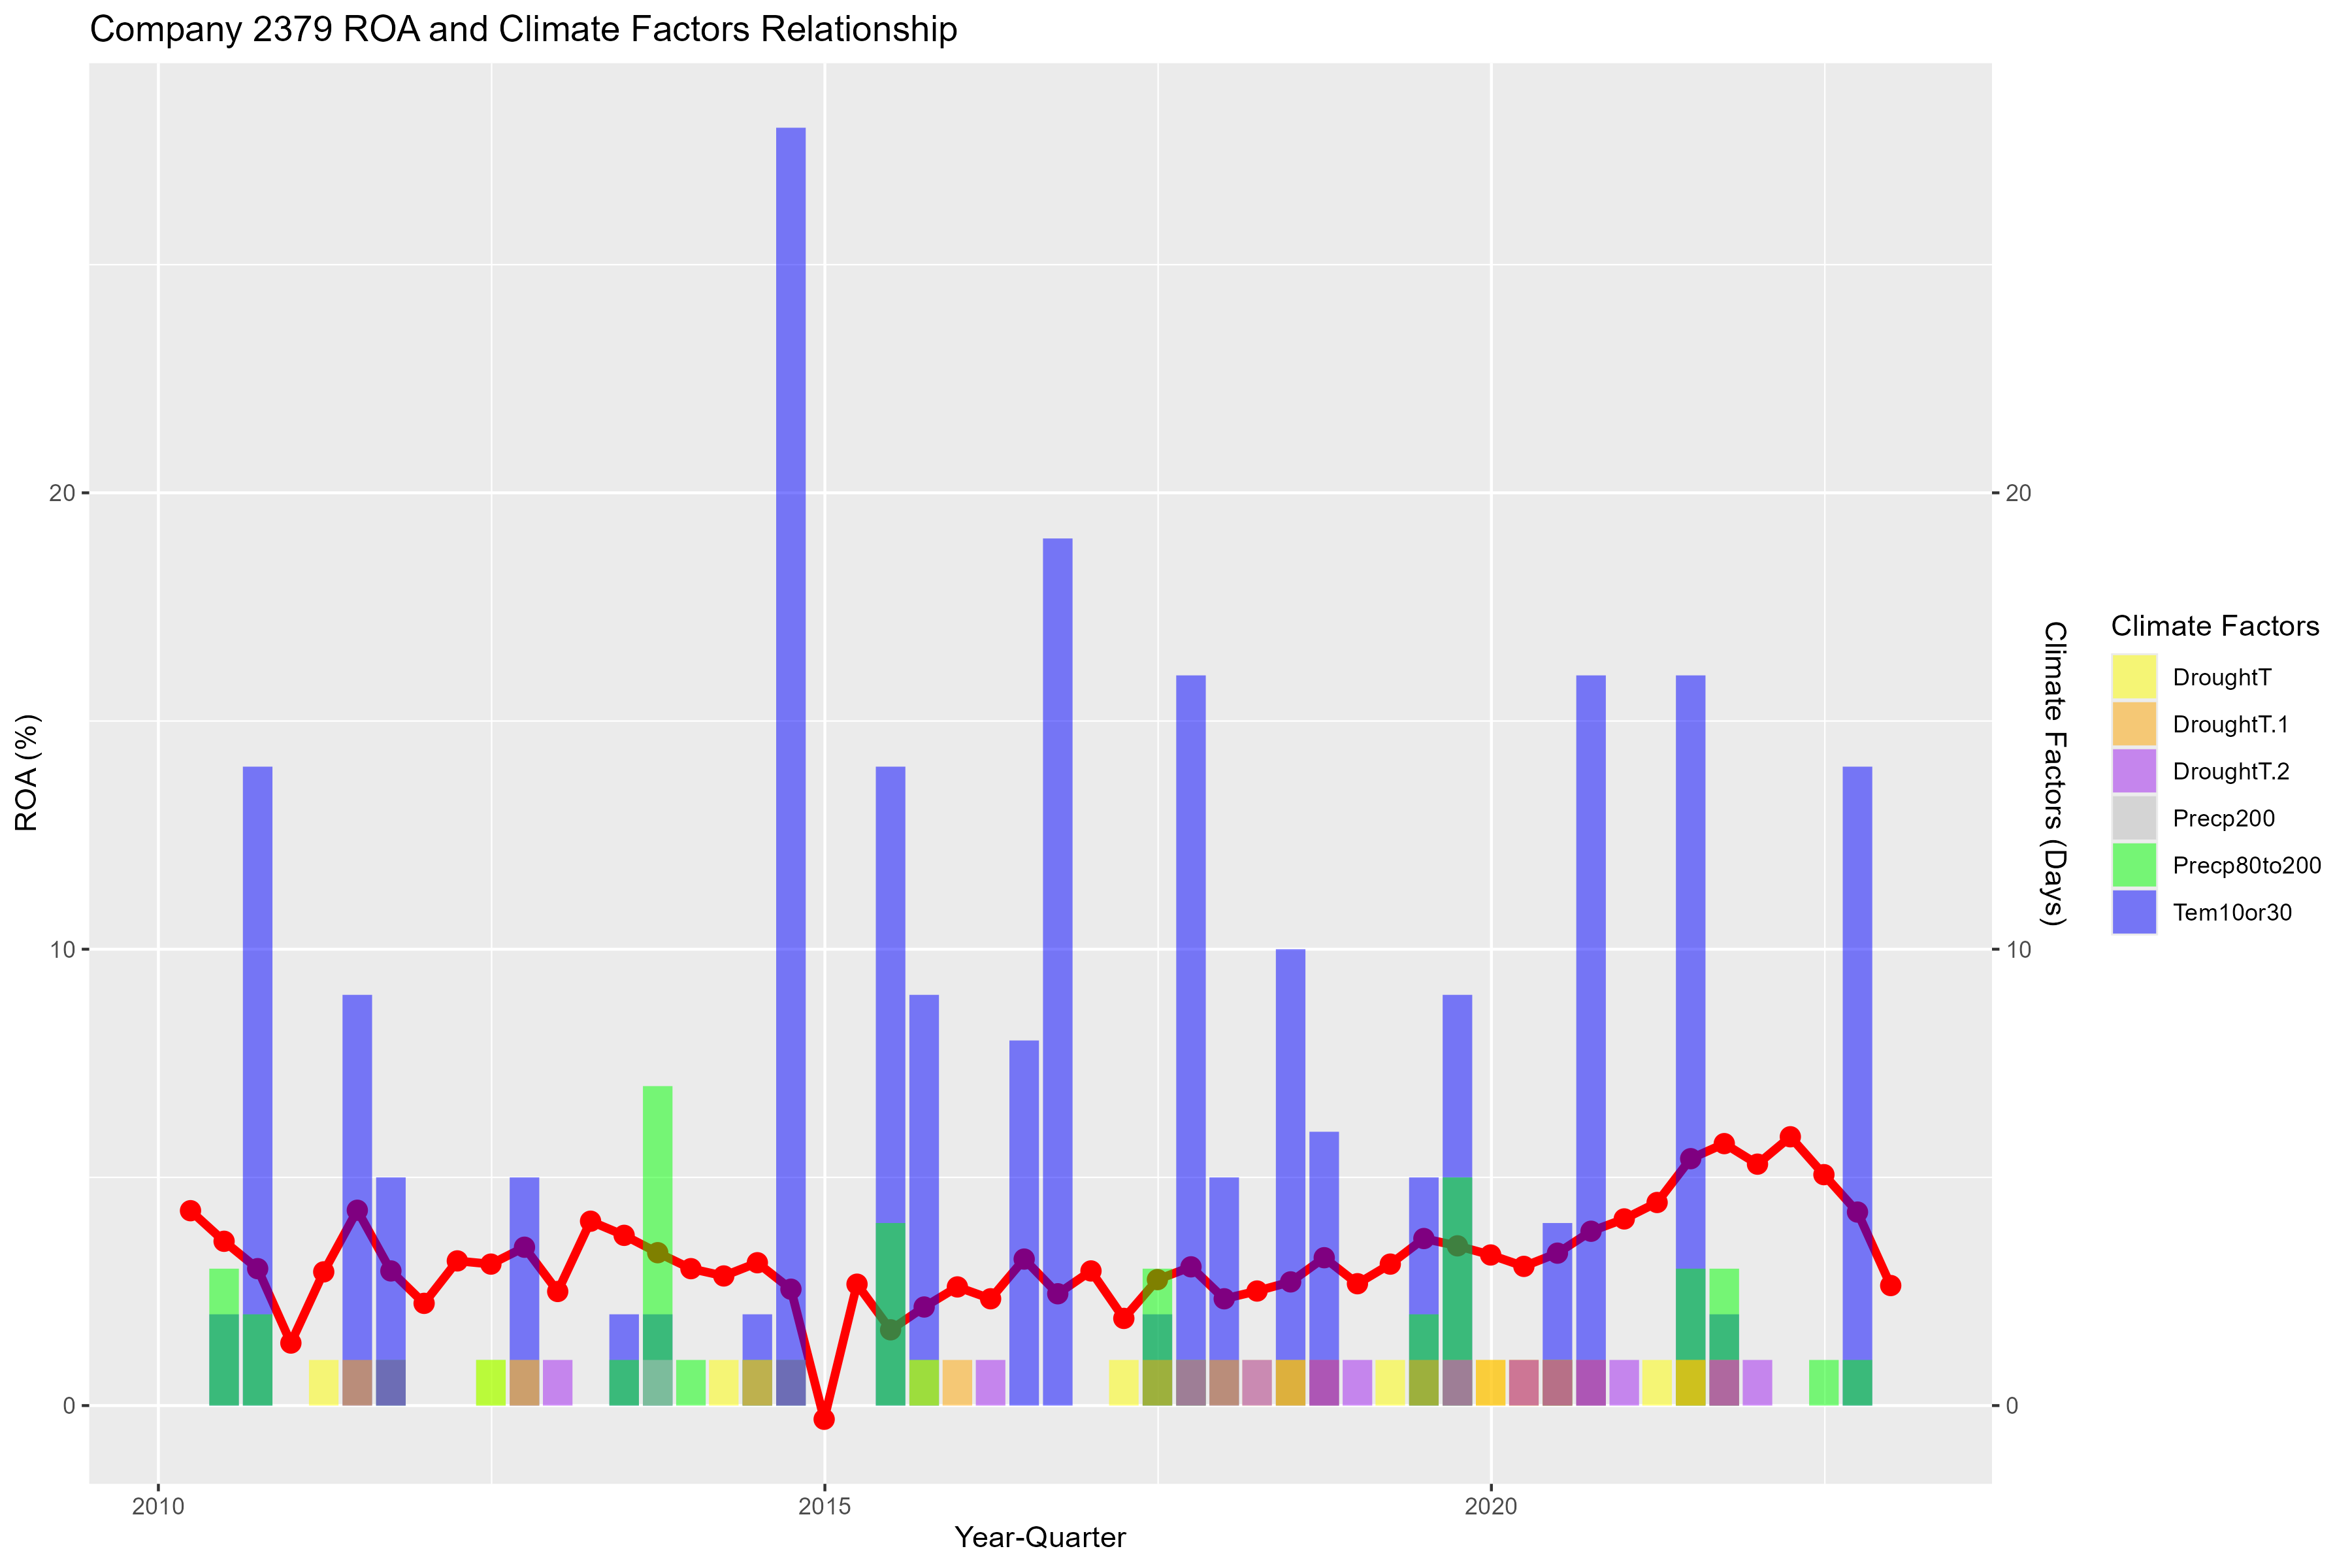 Company 2379 ROA and Climate Factors Relationship
20
10
0
ROA (%)
2010
2015
2020
Year-Quarter
20
10
0
Climate Factors (Days)
Climate Factors
DroughtT
DroughtT.1
DroughtT.2
Precp200
Precp80to200
Tem10or30